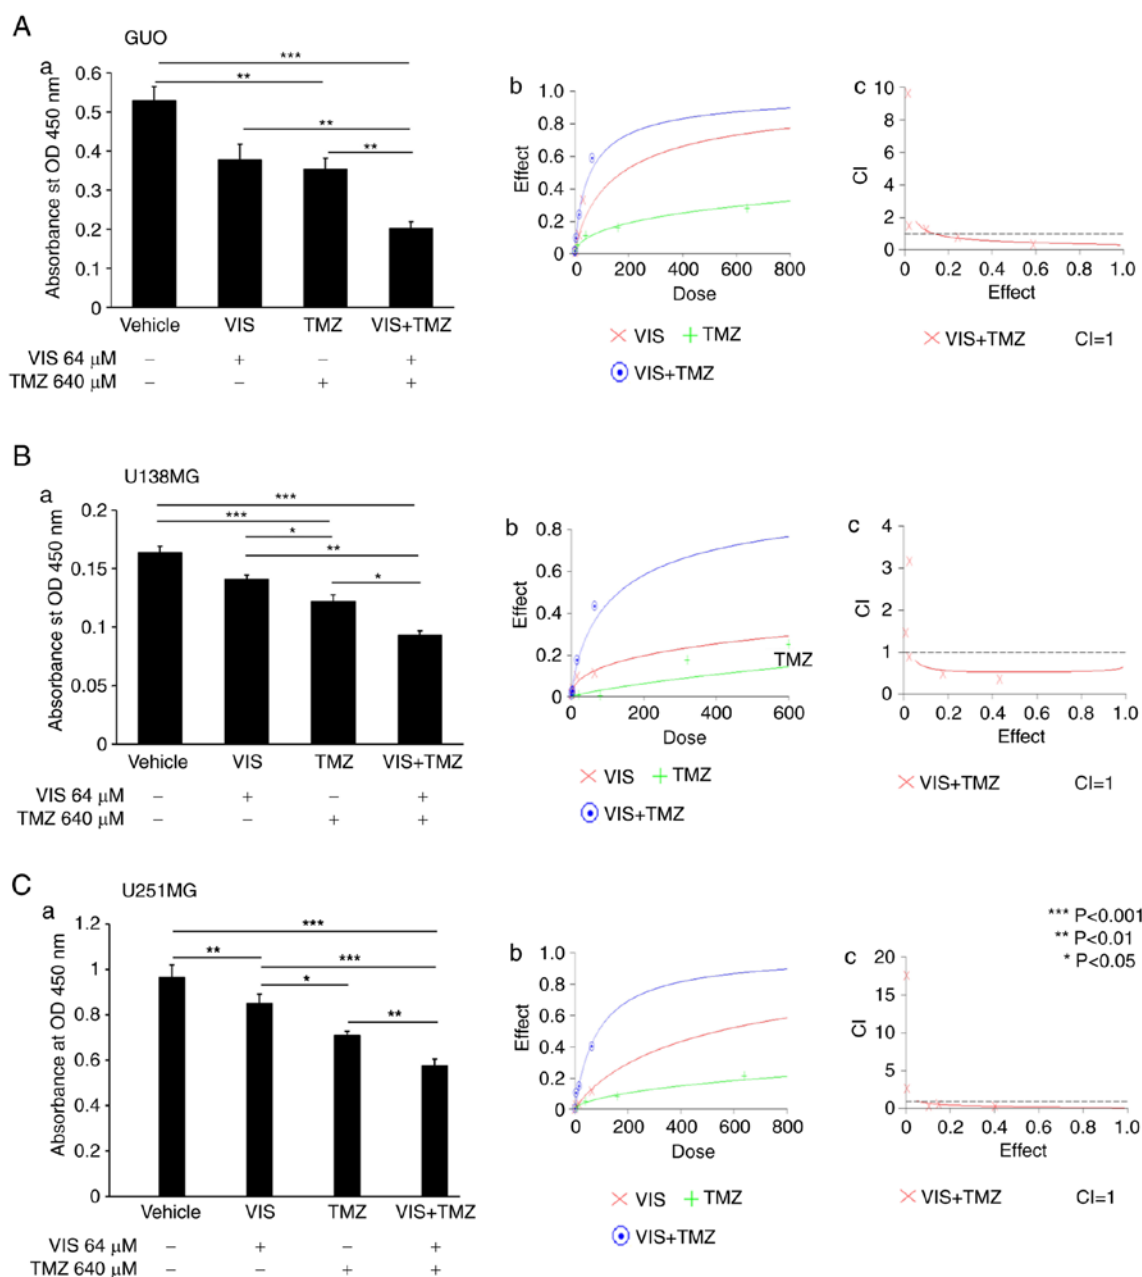 A
GUO
a
***
**
**
**
0.6
0.5
0.4
0.3
0.2
0.1
0
Absorbance st OD 450 nm
Vehicle VIS TMZ VIS+TMZ
VIS 64 µM – + – +
TMZ 640 µM – – + +
b
1.0
0.8
0.6
0.4
0.2
0
Effect
0 200 400 600 800
Dose
VIS TMZ
VIS+TMZ
c
10
8
6
4
2
0
CI
0 0.2 0.4 0.6 0.8 1.0
Effect
VIS+TMZ CI=1
B
U138MG
a
***
***
*
**
*
0.2
0.15
0.1
0.05
0
Absorbance st OD 450 nm
Vehicle VIS TMZ VIS+TMZ
VIS 64 µM – + – +
TMZ 640 µM – – + +
b
0.8
0.6
0.4
0.2
0
Effect
TMZ
0 200 400 600
Dose
VIS TMZ
VIS+TMZ
c
4
3
2
1
0
CI
0 0.2 0.4 0.6 0.8 1.0
Effect
VIS+TMZ CI=1
C
U251MG
a
***
**
***
*
**
1.2
1
0.8
0.6
0.4
0.2
0
Absorbance at OD 450 nm
Vehicle VIS TMZ VIS+TMZ
VIS 64 µM – + – +
TMZ 640 µM – – + +
b
1.0
0.8
0.6
0.4
0.2
0
Effect
0 200 400 600 800
Dose
VIS TMZ
VIS+TMZ
*** P<0.001
** P<0.01
* P<0.05
c
20
15
10
5
0
CI
0 0.2 0.4 0.6 0.8 1.0
Effect
VIS+TMZ CI=1